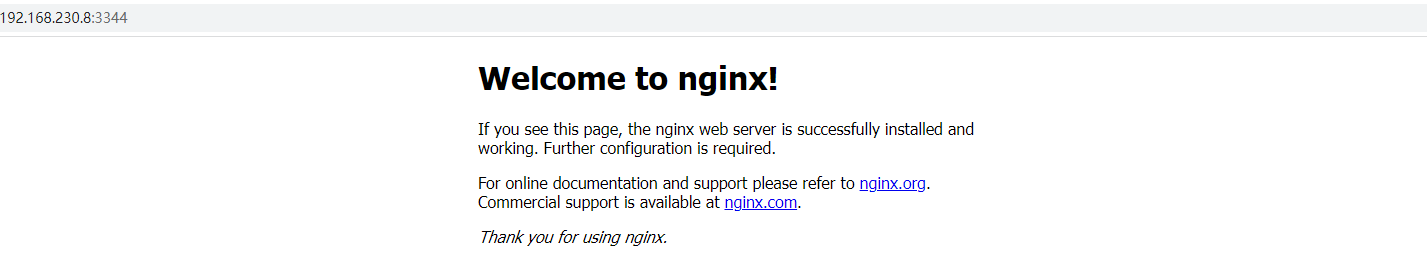 192.168.230.8:3344
Welcome to nginx!
If you see this page, the nginx web server is successfully installed and
working. Further configuration is required.
For online documentation and support please refer to nginx.org.
Commercial support is available at nginx.com.
Thank you for using nginx.